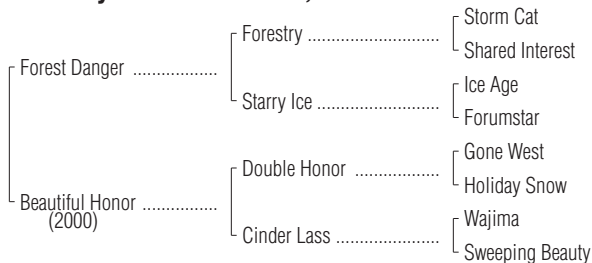 Storm Cat
Forestry ........................
Shared Interest
Forest Danger ..................
Ice Age
Starry Ice ........................
Forumstar
Gone West
Double Honor ..................
Holiday Snow
Beautiful Honor ................
(2000)
Wajima
Cinder Lass .....................
Sweeping Beauty